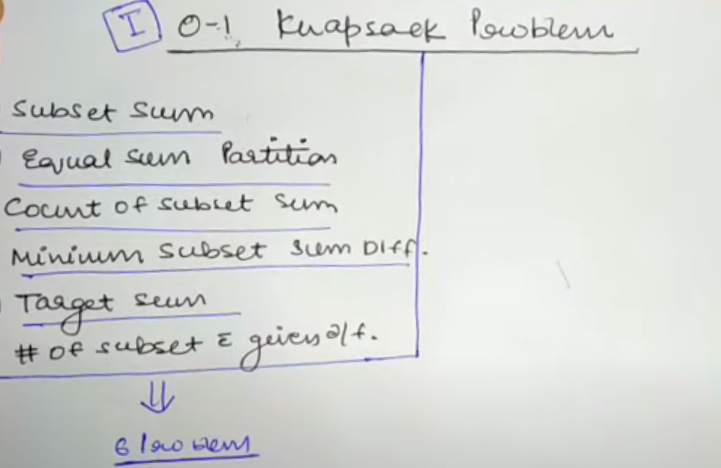 I 0-1 Knapsack Problem
Subset Sum
Equal Sum Partition
Count of Subset Sum
Minimum Subset Sum Diff.
Target Sum
# of subset c̄ given diff.
6 Problem